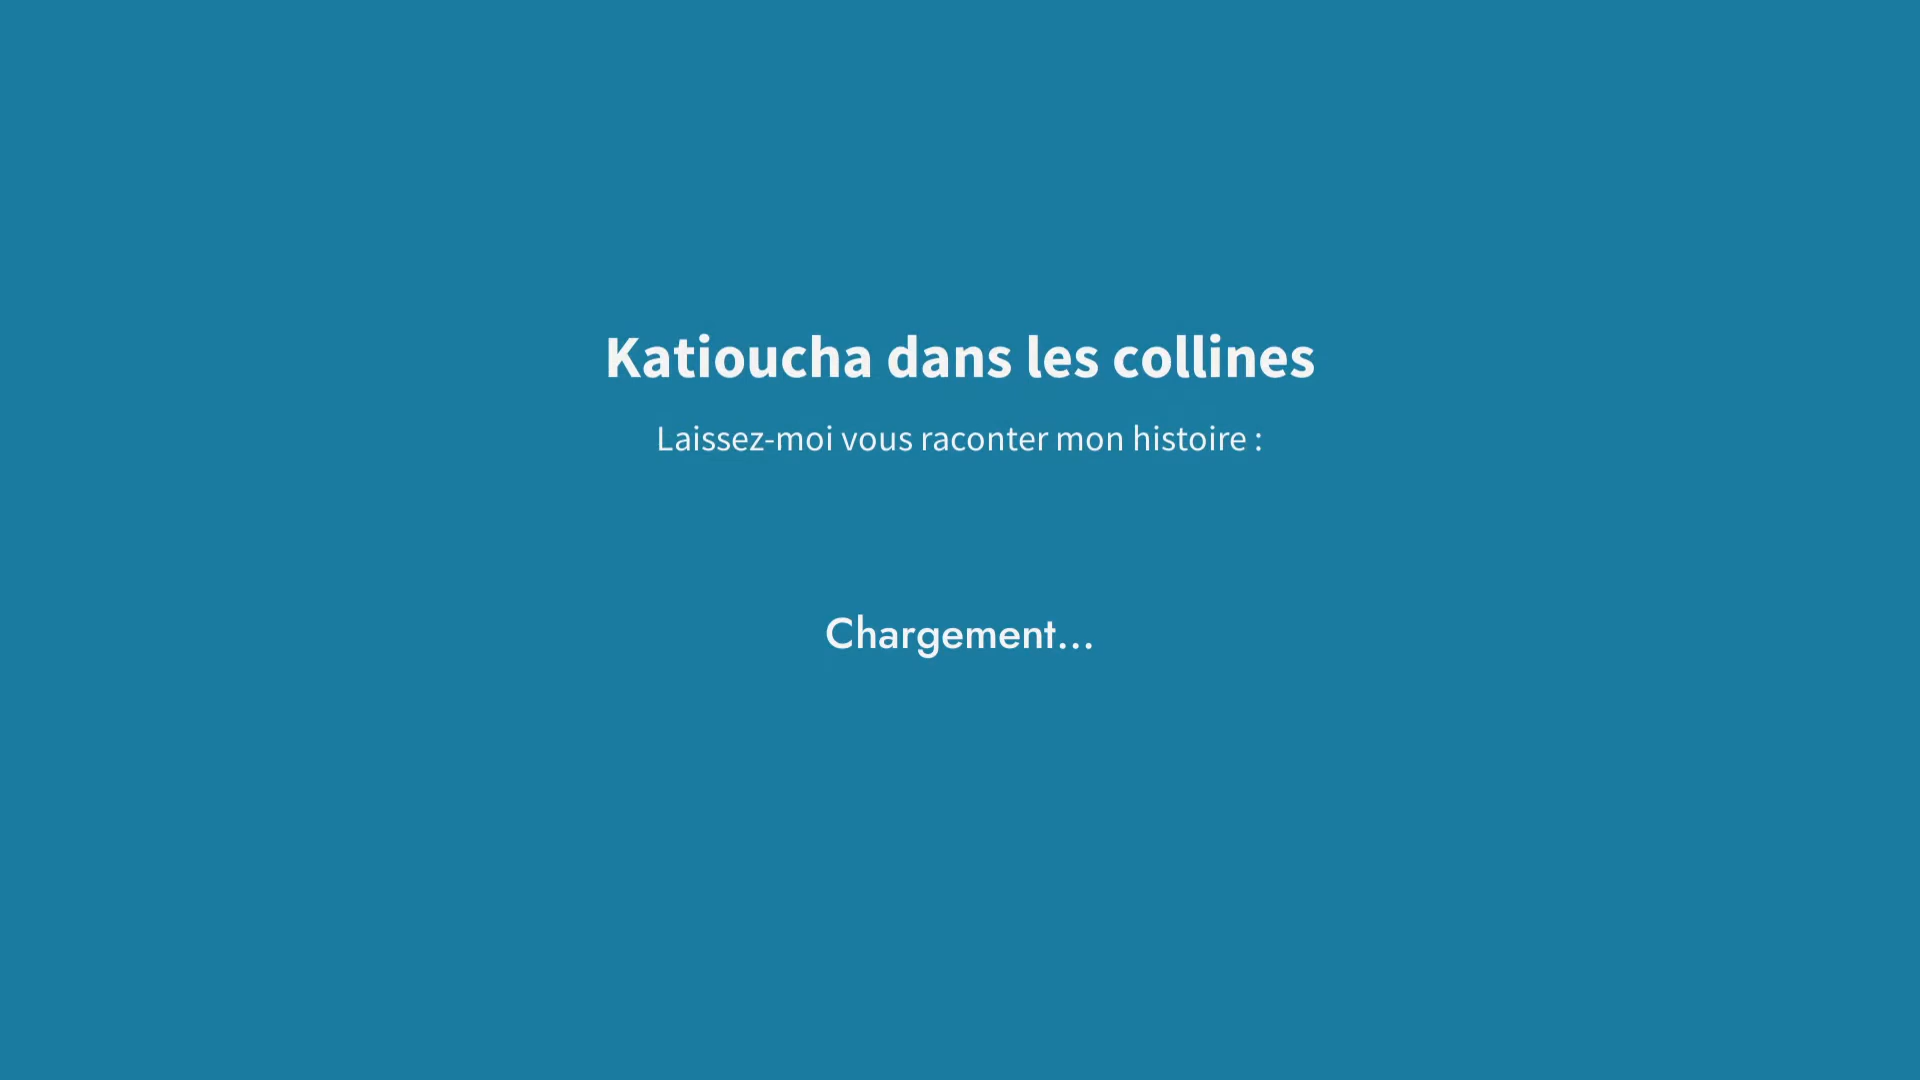 Katioucha dans les collines
Laissez-moi vous raconter mon histoire :
Chargement...